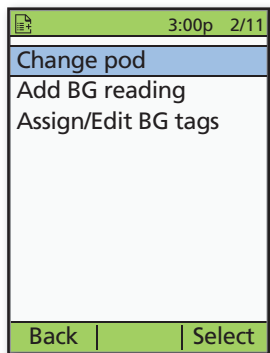 3:00p 2/11
Change pod
Add BG reading
Assign/Edit BG tags
Back Select